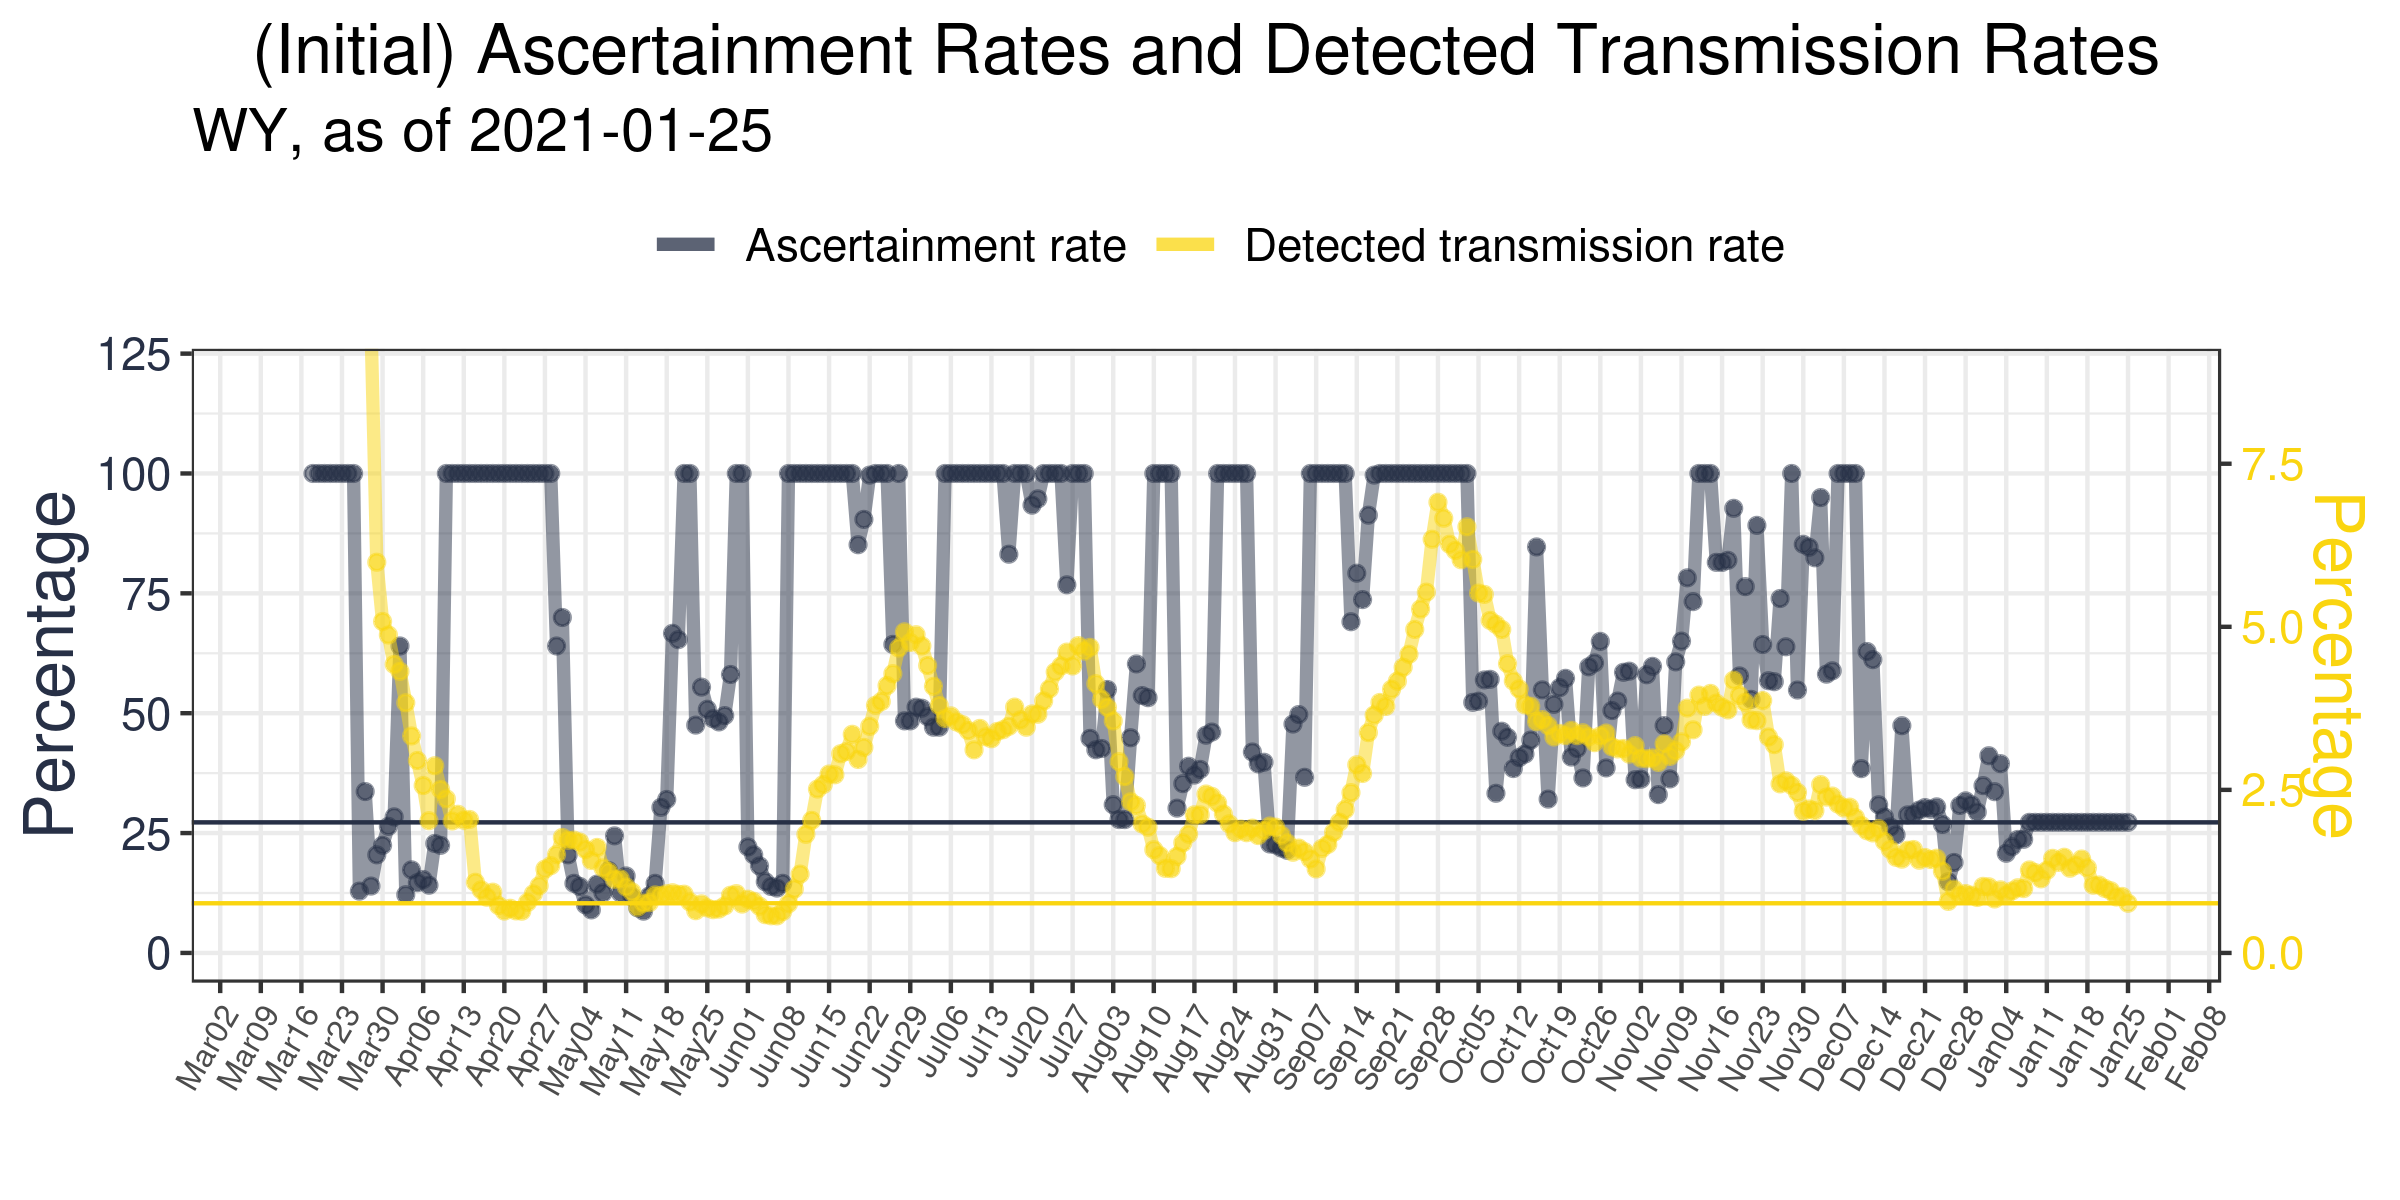 (Initial) Ascertainment Rates and Detected Transmission Rates
WY, as of 2021-01-25
Ascertainment rate Detected transmission rate
Percentage
125
100
75
50
25
0
7.5
5.0
2.5
0.0
Percentage
Mar02 Mar09 Mar16 Mar23 Mar30 Apr06 Apr13 Apr20 Apr27 May04 May11 May18 May25 Jun01 Jun08 Jun15 Jun22 Jun29 Jul06 Jul13 Jul20 Jul27 Aug03 Aug10 Aug17 Aug24 Aug31 Sep07 Sep14 Sep21 Sep28 Oct05 Oct12 Oct19 Oct26 Nov02 Nov09 Nov16 Nov23 Nov30 Dec07 Dec14 Dec21 Dec28 Jan04 Jan11 Jan18 Jan25 Feb01 Feb08